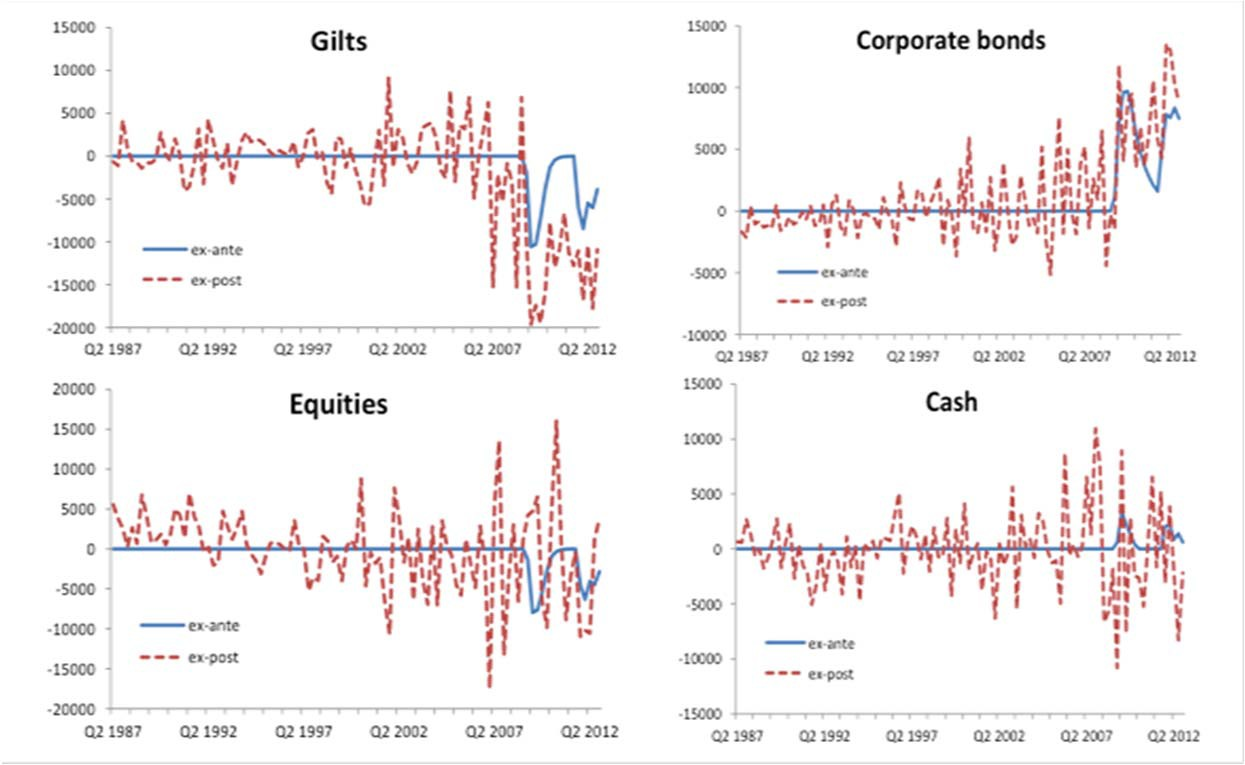 Gilts
15000
10000
5000
0
-5000
-10000
-15000
-20000
ex-ante
ex-post
Q2 1987 Q2 1992 Q2 1997 Q2 2002 Q2 2007 Q2 2012
Corporate bonds
15000
10000
5000
0
-5000
-10000
ex-ante
ex-post
Q2 1987 Q2 1992 Q2 1997 Q2 2002 Q2 2007 Q2 2012
Equities
20000
15000
10000
5000
0
-5000
-10000
-15000
-20000
ex-ante
ex-post
Q2 1987 Q2 1992 Q2 1997 Q2 2002 Q2 2007 Q2 2012
Cash
15000
10000
5000
0
-5000
-10000
-15000
ex-ante
ex-post
Q2 1987 Q2 1992 Q2 1997 Q2 2002 Q2 2007 Q2 2012